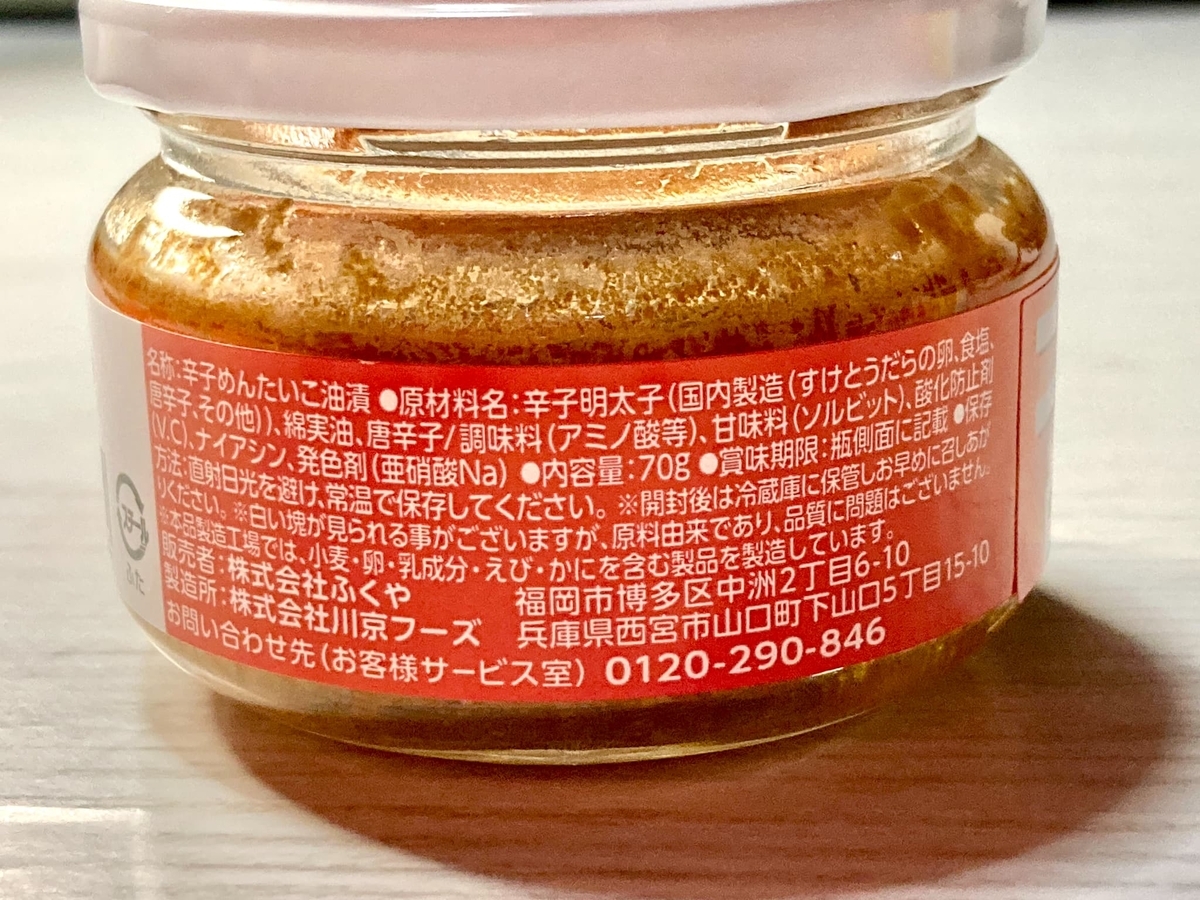 名称:辛子めんたいこ油漬 ●原材料名:辛子明太子(国内製造(すけとうだらの卵、食塩、
唐辛子、その他))、綿実油、唐辛子/調味料(アミノ酸等)、甘味料(ソルビット)、酸化防止剤
(V.C)、ナイアシン、発色剤(亜硝酸Na) ●内容量:70g ●賞味期限:瓶側面に記載 ●保存
方法:直射日光を避け、常温で保存してください。※開封後は冷蔵庫に保管しお早めに召しあが
りください。※白い塊が見られる事がございますが、原料由来であり、品質に問題はございません。
※本品製造工場では、小麦・卵・乳成分・えび・かにを含む製品を製造しています。
販売者:株式会社ふくや 福岡市博多区中洲2丁目6-10
製造所:株式会社川京フーズ 兵庫県西宮市山口町下山口5丁目15-10
お問い合わせ先(お客様サービス室) 0120-290-846
スチール
ふた